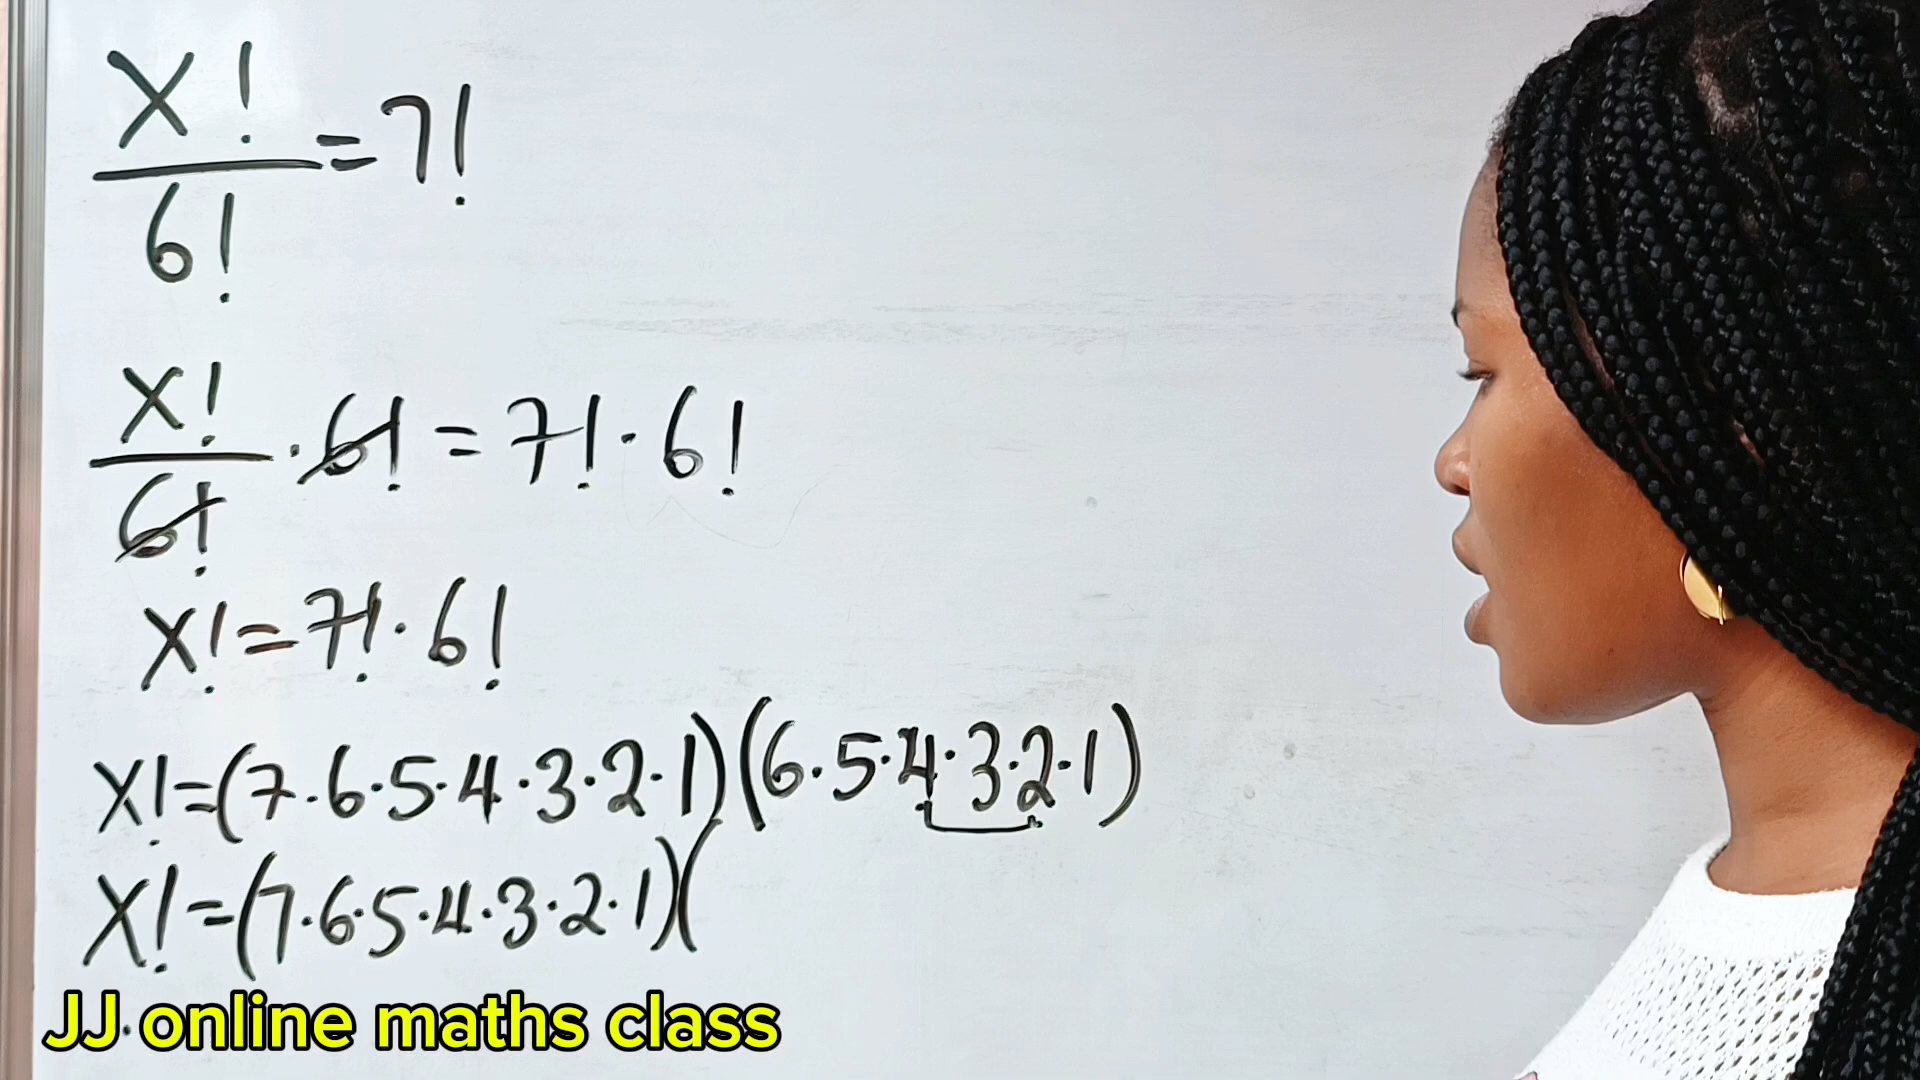 x!/6! = 7!
x!/6! · 6! = 7! · 6!
x! = 7! · 6!
x! = (7·6·5·4·3·2·1)(6·5·4·3·2·1)
x! = (7·6·5·4·3·2·1)(
JJ online maths class